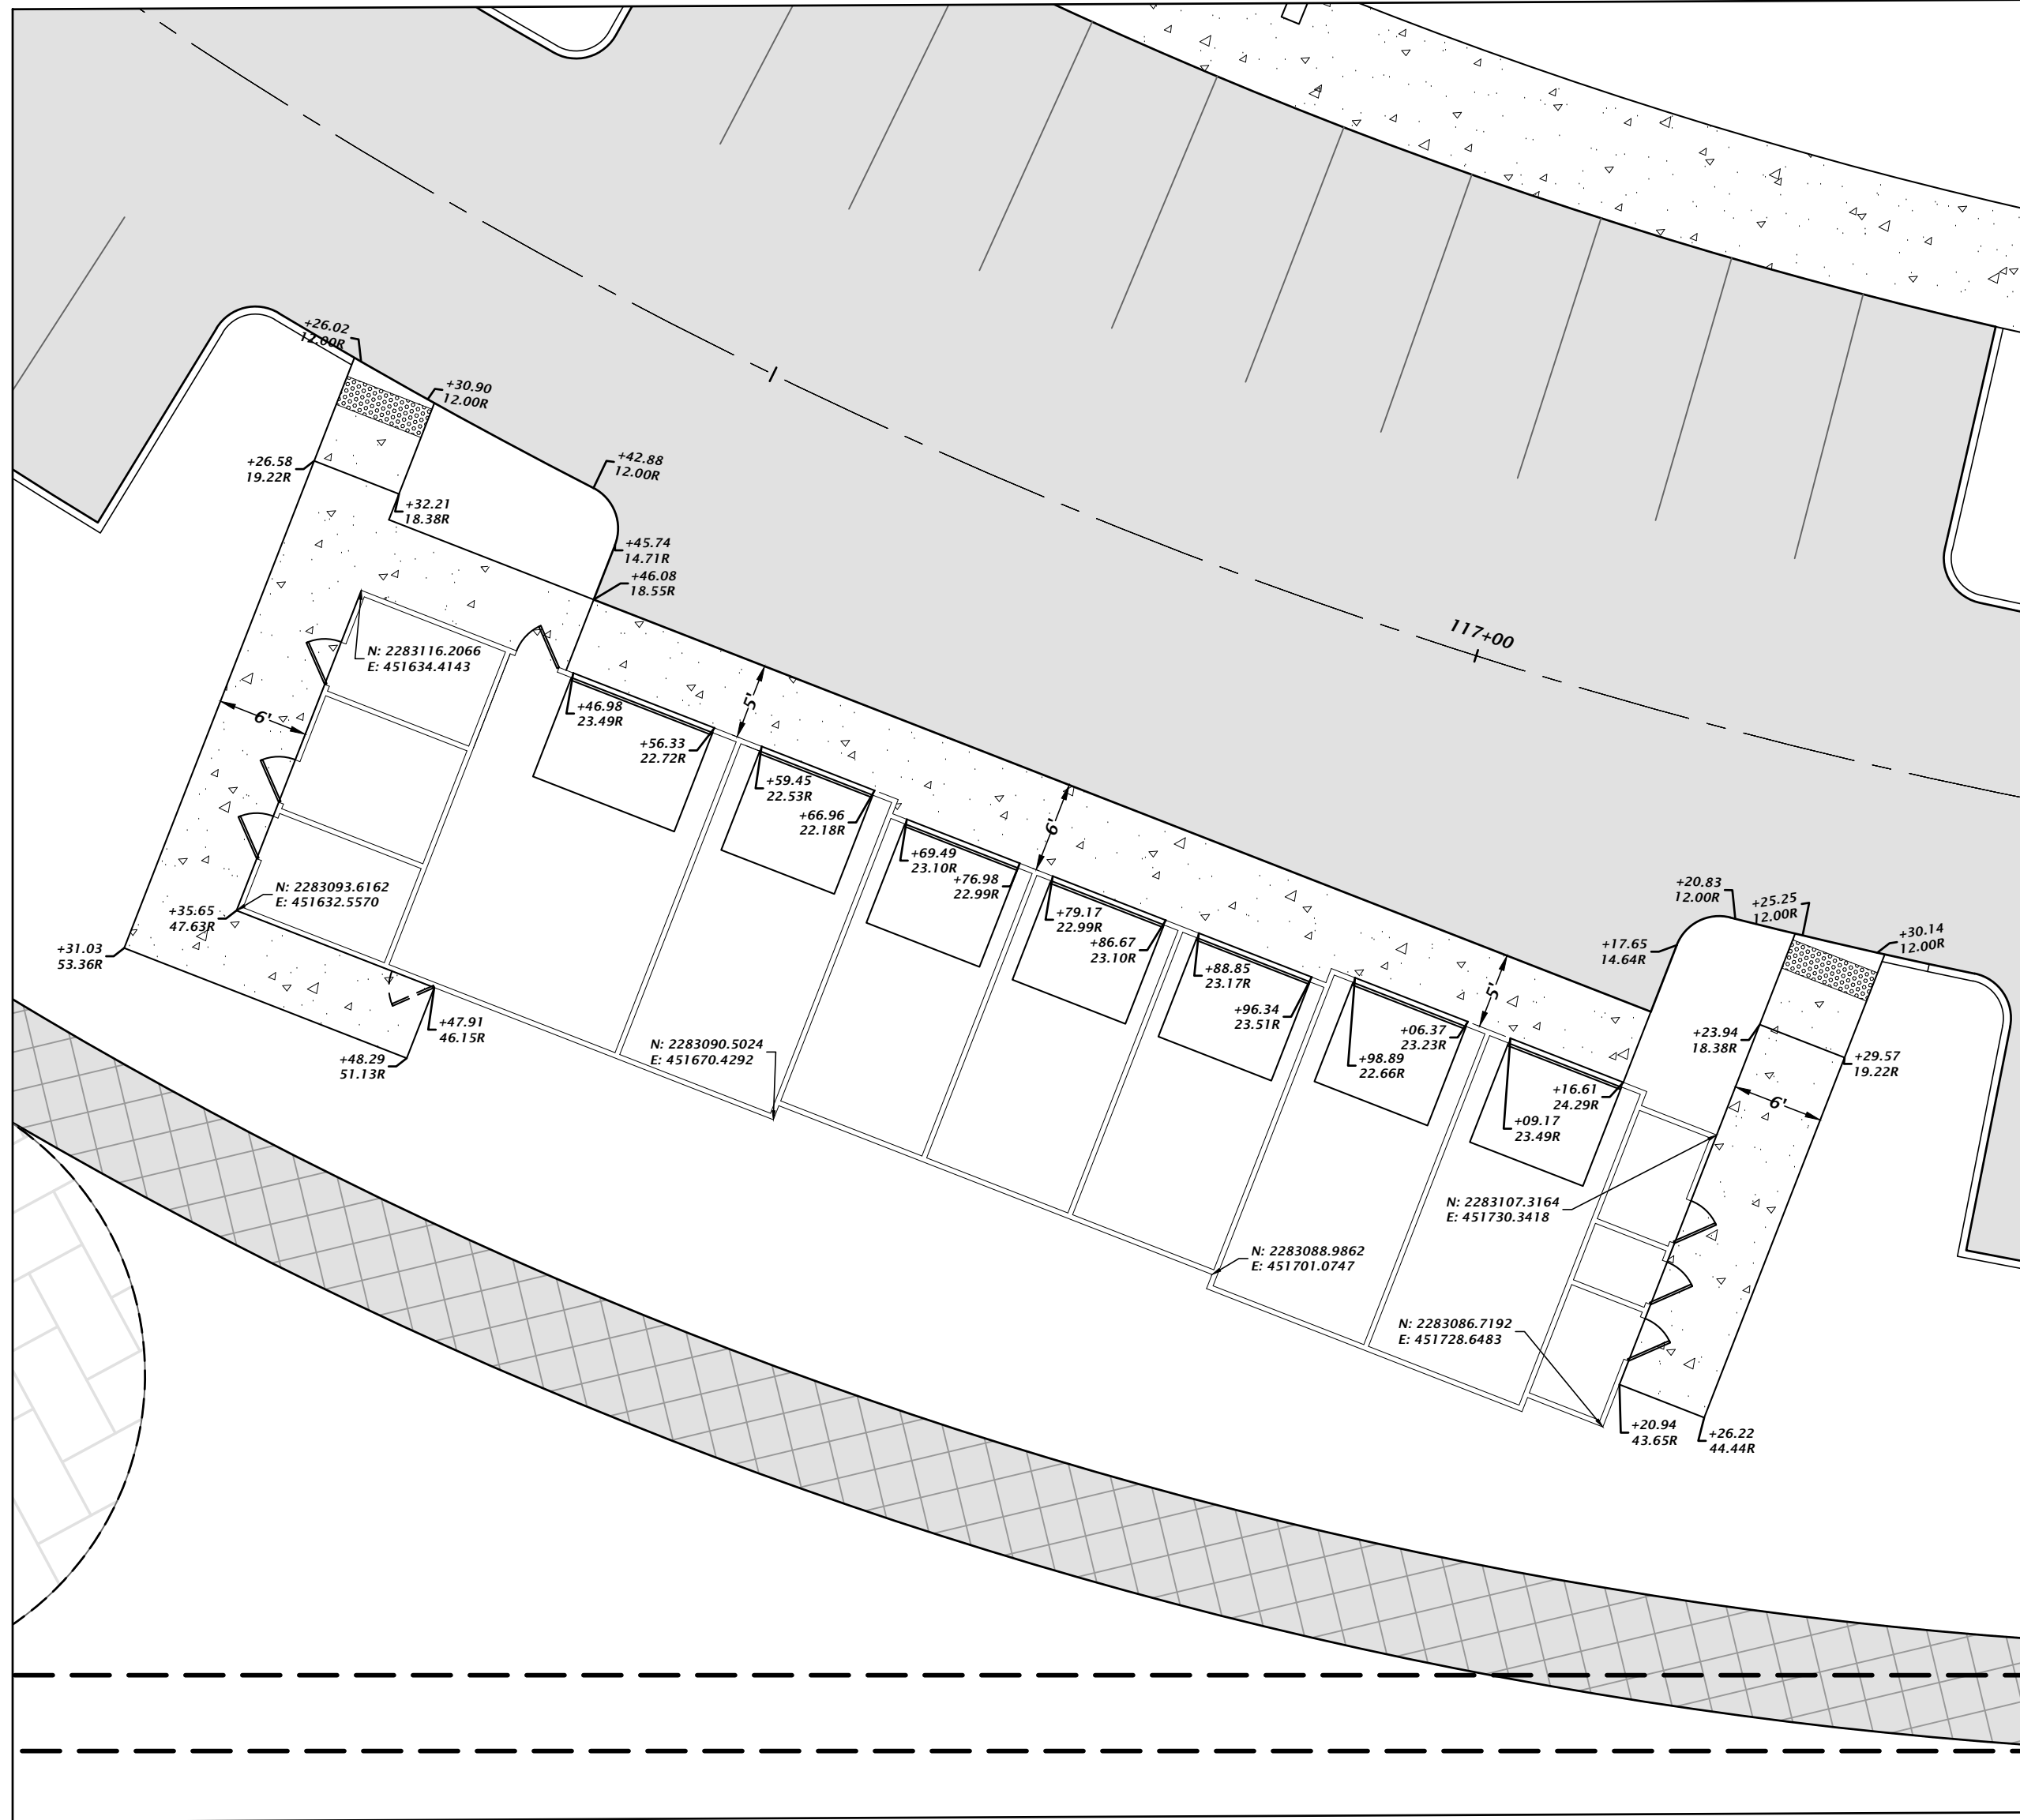 +26.02
12.00R
+30.90
12.00R
+42.88
12.00R
+26.58
19.22R
+32.21
18.38R
+45.74
14.71R
+46.08
18.55R
117+00
N: 2283116.2066
E: 451634.4143
6'
+46.98
23.49R
5'
+56.33
22.72R
+59.45
22.53R
+66.96
22.18R
6'
+69.49
23.10R
+76.98
22.99R
+79.17
22.99R
+86.67
23.10R
+88.85
23.17R
+96.34
23.51R
5'
+06.37
23.23R
+98.89
22.66R
+16.61
24.29R
+09.17
23.49R
+20.83
12.00R
+25.25
12.00R
+30.14
12.00R
+17.65
14.64R
+23.94
18.38R
+29.57
19.22R
6'
N: 2283093.6162
E: 451632.5570
+35.65
47.63R
+31.03
53.36R
+47.91
46.15R
+48.29
51.13R
N: 2283090.5024
E: 451670.4292
N: 2283107.3164
E: 451730.3418
N: 2283088.9862
E: 451701.0747
N: 2283086.7192
E: 451728.6483
+20.94
43.65R
+26.22
44.44R